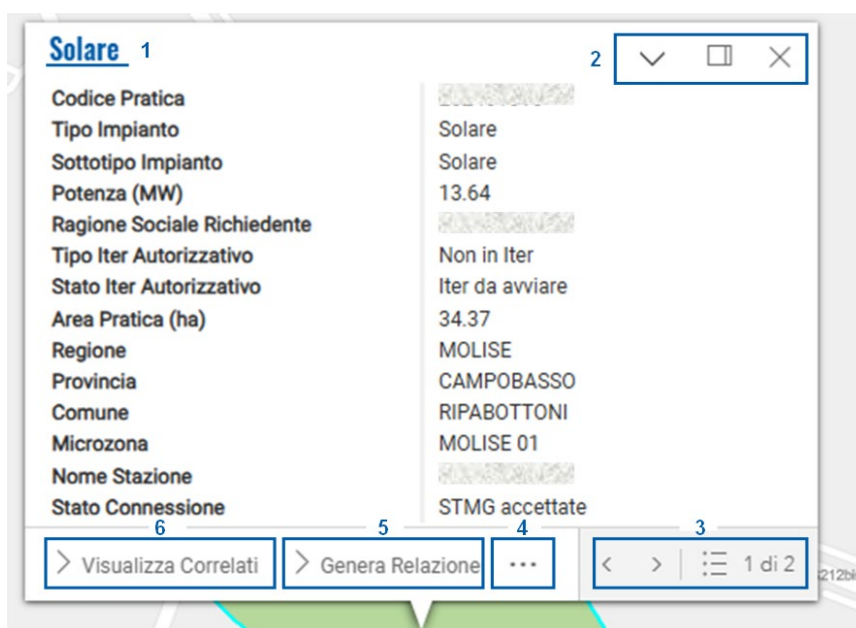 Solare 1
2
Codice Pratica
Tipo Impianto Solare
Sottotipo Impianto Solare
Potenza (MW) 13.64
Ragione Sociale Richiedente
Tipo Iter Autorizzativo Non in Iter
Stato Iter Autorizzativo Iter da avviare
Area Pratica (ha) 34.37
Regione MOLISE
Provincia CAMPOBASSO
Comune RIPABOTTONI
Microzona MOLISE 01
Nome Stazione
Stato Connessione STMG accettate
6 5 4 3
Visualizza Correlati Genera Relazione ... 1 di 2